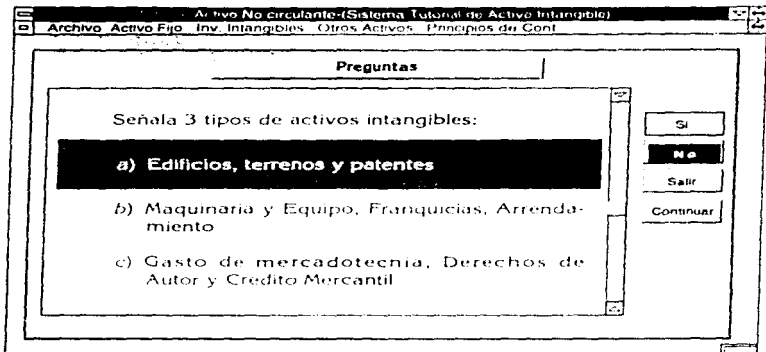 Activo No circulante-(Sistema Tutorial de Activo Intangible)
Archivo Activo Fijo Inv. Intangibles Otros Activos Principios de Cont
Preguntas
Señala 3 tipos de activos intangibles:
a) Edificios, terrenos y patentes
b) Maquinaria y Equipo, Franquicias, Arrenda-
miento
c) Gasto de mercadotecnia, Derechos de
Autor y Credito Mercantil
Si
No
Salir
Continuar